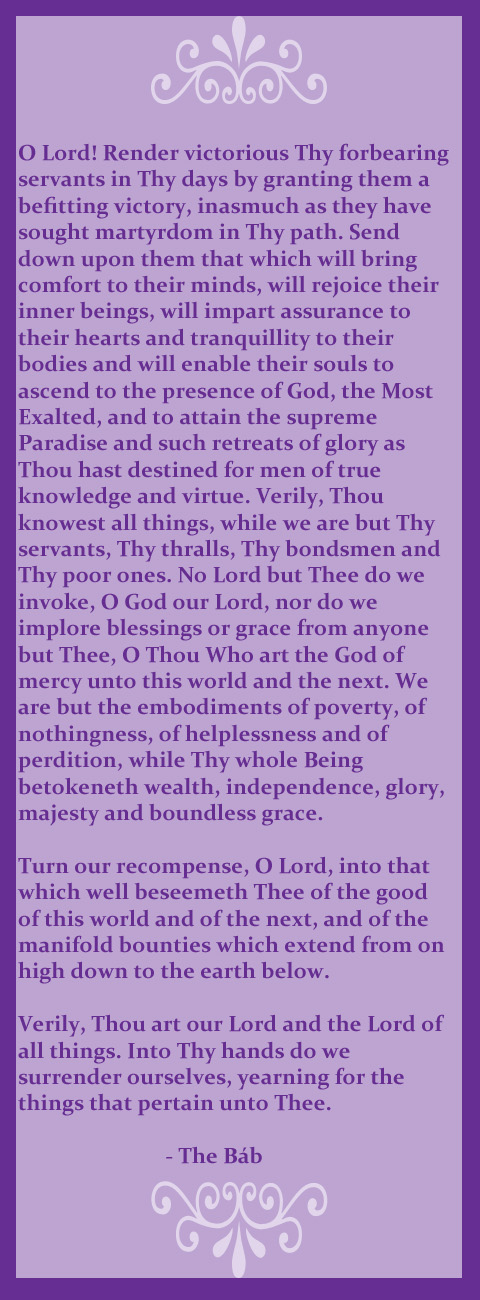 O Lord! Render victorious Thy forbearing
servants in Thy days by granting them a
befitting victory, inasmuch as they have
sought martyrdom in Thy path. Send
down upon them that which will bring
comfort to their minds, will rejoice their
inner beings, will impart assurance to
their hearts and tranquillity to their
bodies and will enable their souls to
ascend to the presence of God, the Most
Exalted, and to attain the supreme
Paradise and such retreats of glory as
Thou hast destined for men of true
knowledge and virtue. Verily, Thou
knowest all things, while we are but Thy
servants, Thy thralls, Thy bondsmen and
Thy poor ones. No Lord but Thee do we
invoke, O God our Lord, nor do we
implore blessings or grace from anyone
but Thee, O Thou Who art the God of
mercy unto this world and the next. We
are but the embodiments of poverty, of
nothingness, of helplessness and of
perdition, while Thy whole Being
betokeneth wealth, independence, glory,
majesty and boundless grace.

Turn our recompense, O Lord, into that
which well beseemeth Thee of the good
of this world and of the next, and of the
manifold bounties which extend from on
high down to the earth below.

Verily, Thou art our Lord and the Lord of
all things. Into Thy hands do we
surrender ourselves, yearning for the
things that pertain unto Thee.

- The Báb